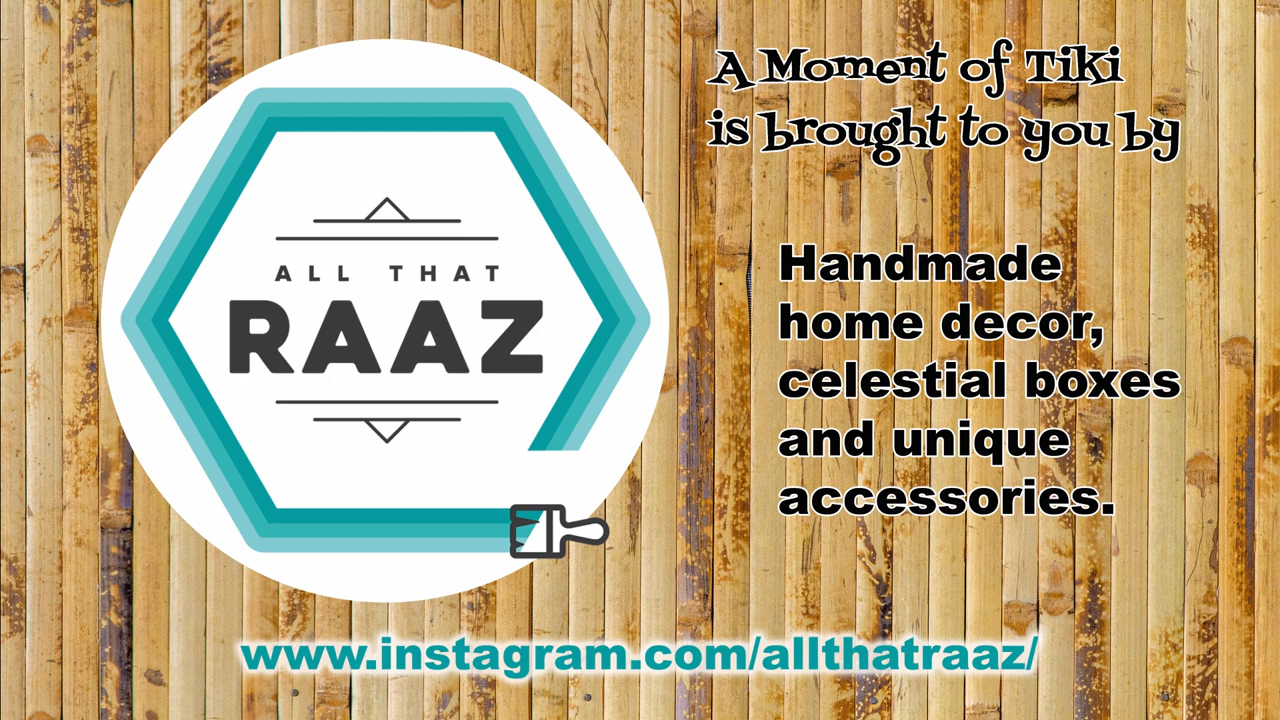 A Moment of Tiki
is brought to you by
ALL THAT
RAAZ
Handmade
home decor,
celestial boxes
and unique
accessories.
www.instagram.com/allthatraaz/